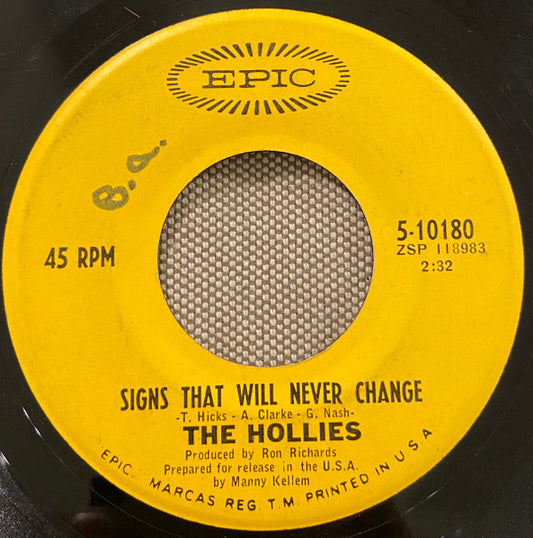 EPIC
B.A.
45 RPM
5-10180
ZSP 118983
2:32
SIGNS THAT WILL NEVER CHANGE
-T. Hicks - A. Clarke - G. Nash-
THE HOLLIES
Produced by Ron Richards
Prepared for release in the U.S.A.
by Manny Kellem
EPIC. MARCAS REG. T.M. PRINTED IN U S A